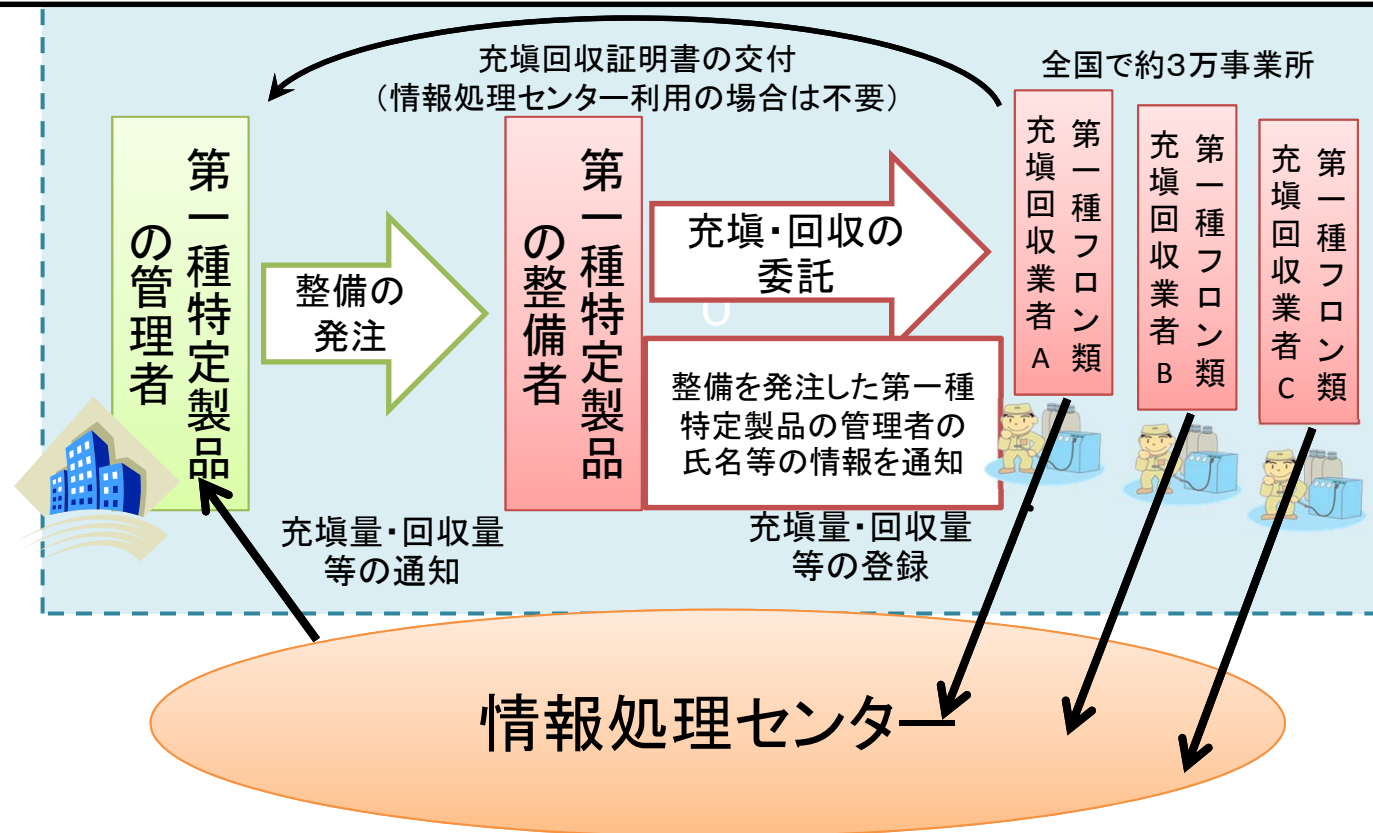 充塡回収証明書の交付
（情報処理センター利用の場合は不要）
全国で約３万事業所
第一種特定製品
の管理者
整備の
発注
第一種特定製品
の整備者
充塡・回収の
委託
整備を発注した第一種
特定製品の管理者の
氏名等の情報を通知
第一種フロン類
充塡回収業者A
第一種フロン類
充塡回収業者B
第一種フロン類
充塡回収業者C
充塡量・回収量
等の通知
充塡量・回収量
等の登録
情報処理センター